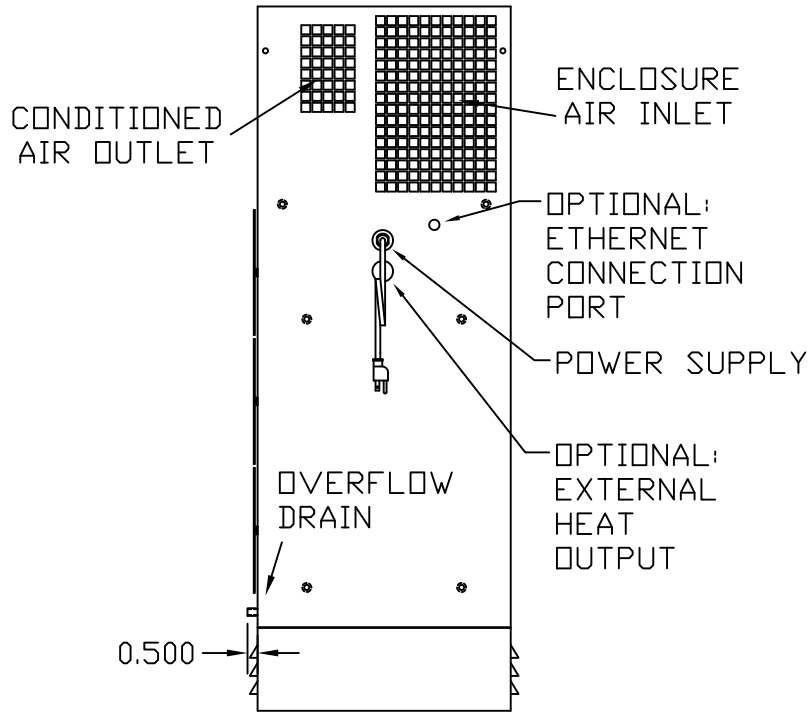 CONDITIONED
AIR OUTLET
ENCLOSURE
AIR INLET
OPTIONAL:
ETHERNET
CONNECTION
PORT
POWER SUPPLY
OPTIONAL:
EXTERNAL
HEAT
OUTPUT
OVERFLOW
DRAIN
0.500